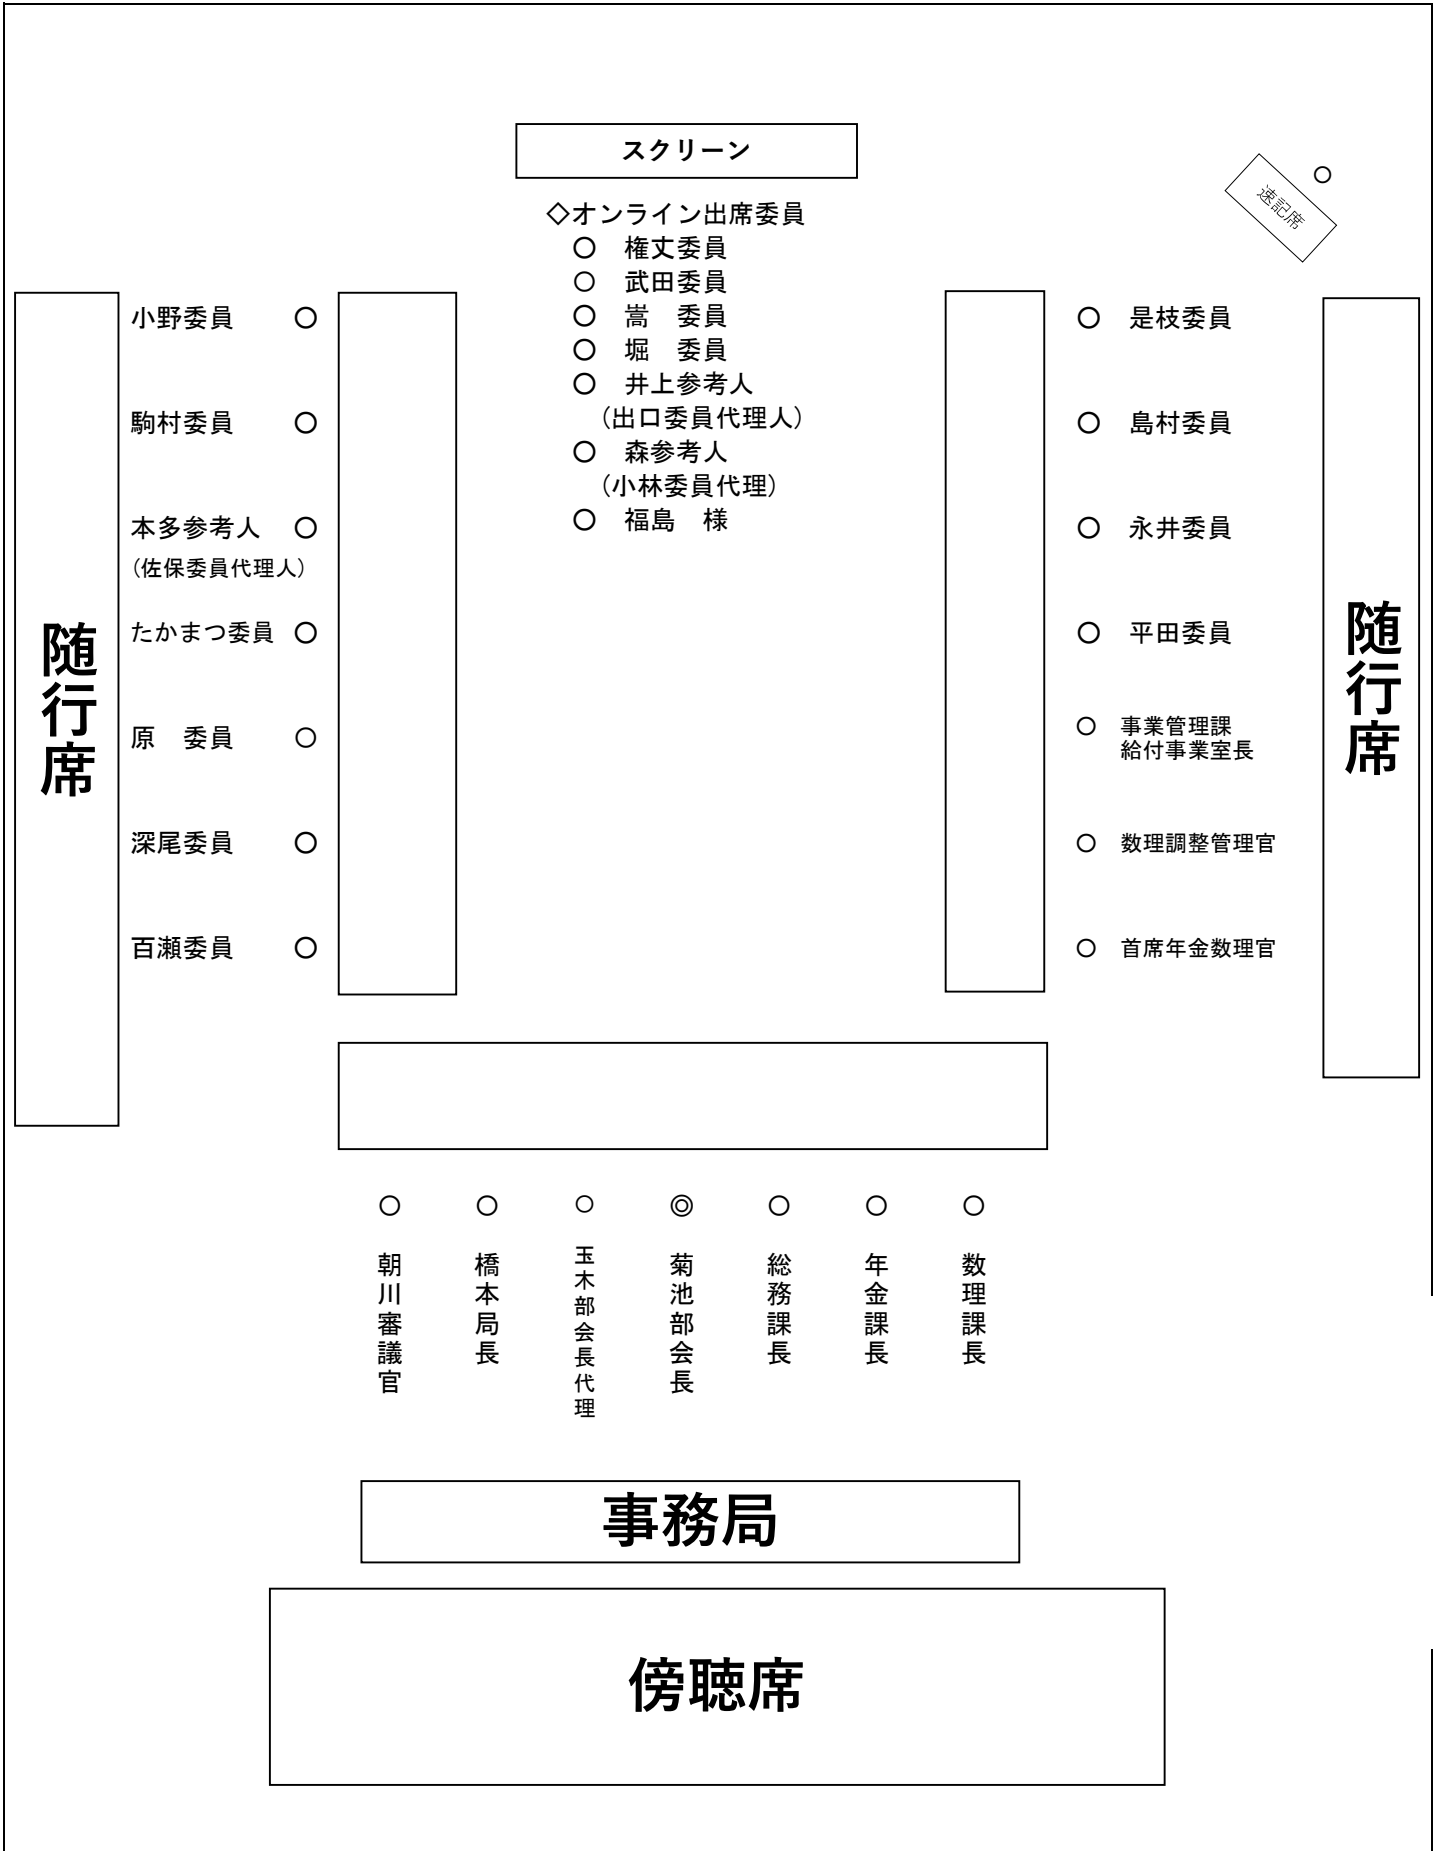 スクリーン
速記席
○
◇オンライン出席委員
○　権丈委員
○　武田委員
○　嵩　委員
○　堀　委員
○　井上参考人
（出口委員代理人）
○　森参考人
（小林委員代理）
○　福島　様
随行席
小野委員　○
駒村委員　○
本多参考人　○
（佐保委員代理人）
たかまつ委員　○
原　委員　○
深尾委員　○
百瀬委員　○
○　是枝委員
○　島村委員
○　永井委員
○　平田委員
○　事業管理課
給付事業室長
○　数理調整管理官
○　首席年金数理官
随行席
○　朝川審議官
○　橋本局長
○　玉木部会長代理
◎　菊池部会長
○　総務課長
○　年金課長
○　数理課長
事務局
傍聴席